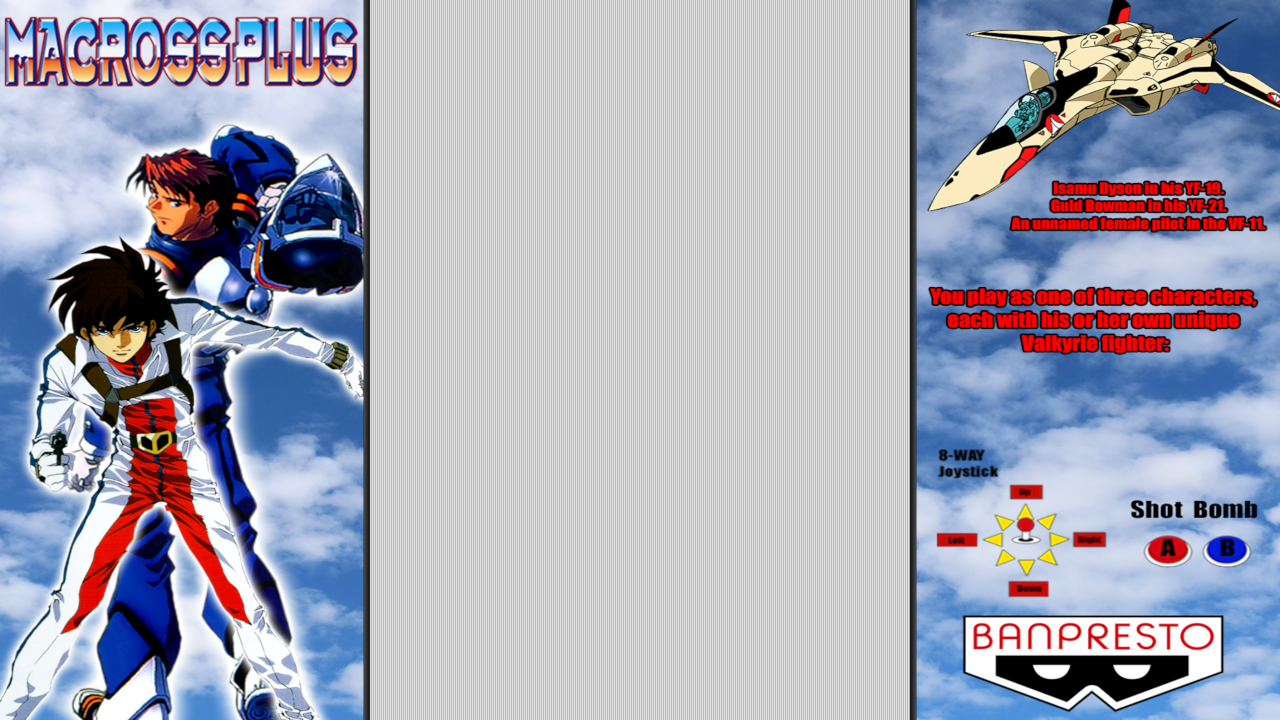 MACROSS PLUS
Isamu Dyson in his YF-19.
Guld Bowman in his YF-21.
An unnamed female pilot in the VF-11.
You play as one of three characters,
each with his or her own unique
Valkyrie fighter:
8-WAY
Joystick
Up
Left
Right
Down
Shot Bomb
A B
BANPRESTO